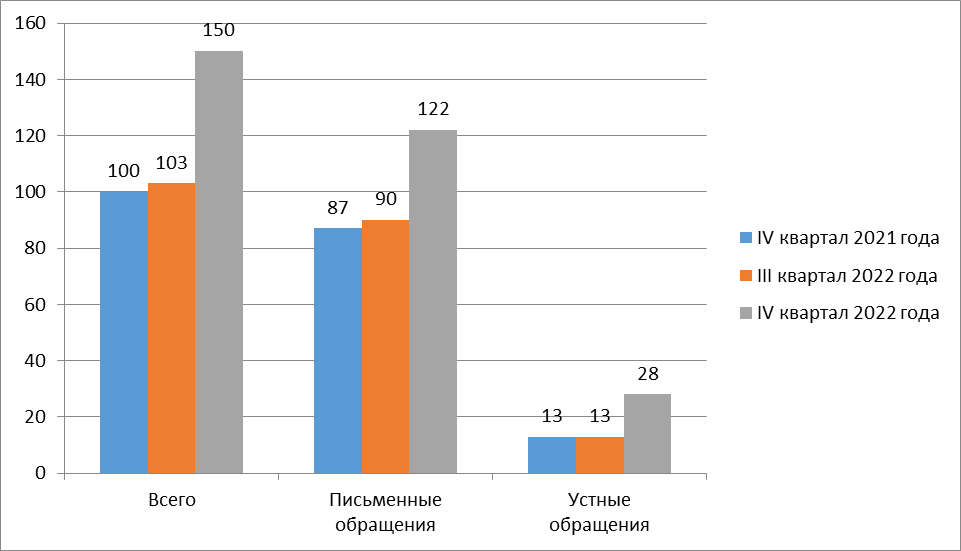 160
140
120
100
80
60
40
20
0
150
100
103
122
87
90
28
13
13
Всего
Письменные
обращения
Устные
обращения
IV квартал 2021 года
III квартал 2022 года
IV квартал 2022 года